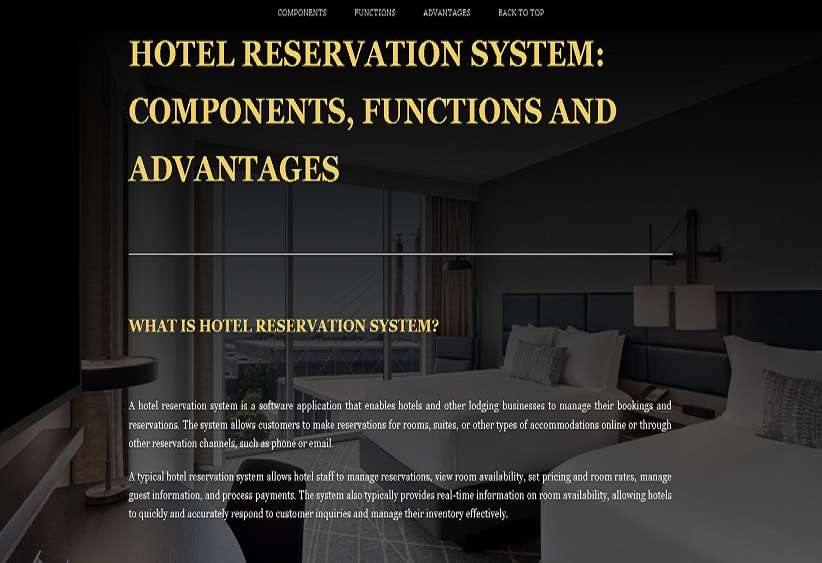 COMPONENTS FUNCTIONS ADVANTAGES BACK TO TOP
HOTEL RESERVATION SYSTEM:
COMPONENTS, FUNCTIONS AND
ADVANTAGES
WHAT IS HOTEL RESERVATION SYSTEM?
A hotel reservation system is a software application that enables hotels and other lodging businesses to manage their bookings and
reservations. The system allows customers to make reservations for rooms, suites, or other types of accommodations online or through
other reservation channels, such as phone or email.
A typical hotel reservation system allows hotel staff to manage reservations, view room availability, set pricing and room rates, manage
guest information, and process payments. The system also typically provides real-time information on room availability, allowing hotels
to quickly and accurately respond to customer inquiries and manage their inventory effectively.